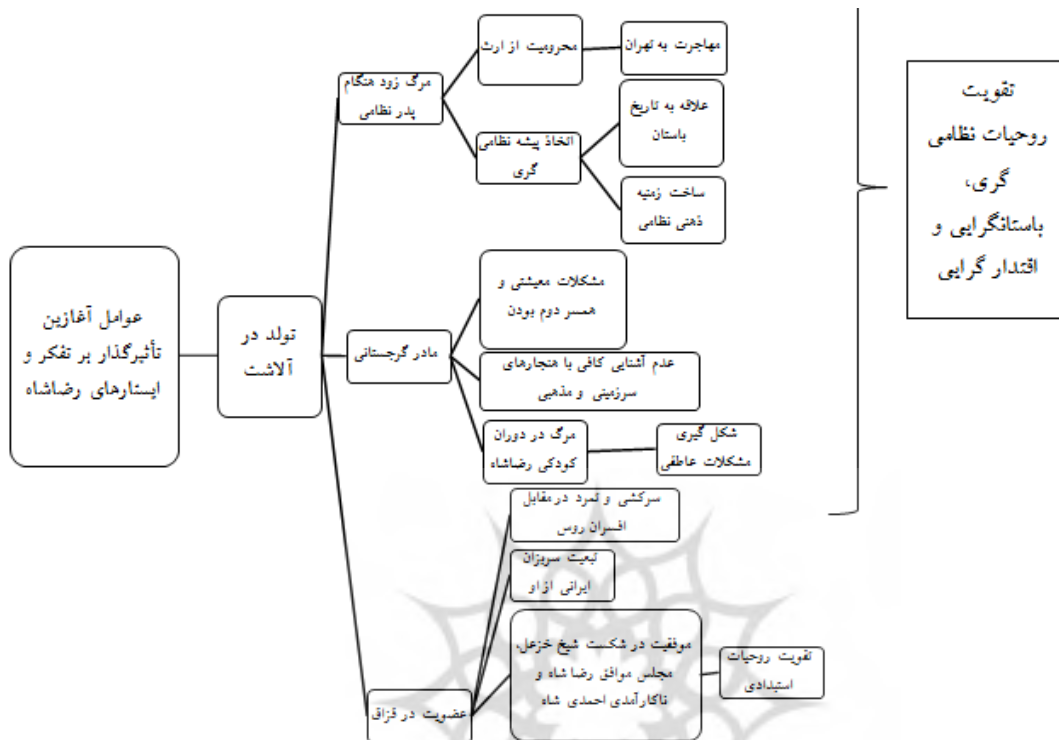 عوامل آغازین
تأثیرگذار بر تفکر و
ایستارهای رضاشاه
تولد در
آلاشت
مرگ زود هنگام
پدر نظامی
محرومیت از ارث
مهاجرت به تهران
اتخاذ پیشه نظامی
گری
علاقه به تاریخ
باستان
ساخت زمنیه
ذهنی نظامی
مادر گرجستانی
مشکلات معیشتی و
همسر دوم بودن
عدم آشنایی کافی با هنجارهای
سرزمینی و مذهبی
مرگ در دوران
کودکی رضاشاه
شکل گیری
مشکلات عاطفی
عضویت در قزاق
سرکشی و تمرد در مقابل
افسران روس
تبعیت سربزان
ایرانی از او
موفقیت در شکست شیخ خزعل،
مجلس موافق رضا شاه و
ناکارآمدی احمدی شاه
تقویت روحیات
استبدادی
تقویت
روحیات نظامی
گری،
باستانگرایی و
اقتدار گرایی